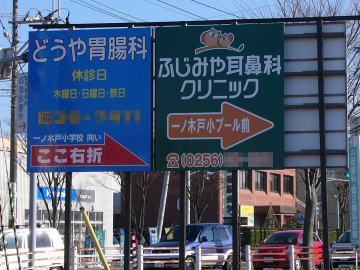 どうや胃腸科
休診日
木曜日・日曜日・祭日
一ノ木戸小学校 向い
ここ右折
ふじみや耳鼻科
クリニック
一ノ木戸小プール前
☎(0256)